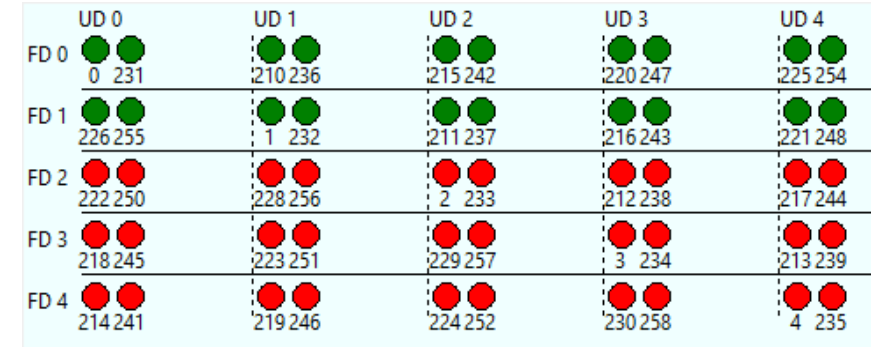 UD 0 UD 1 UD 2 UD 3 UD 4
FD 0
0 231 210 236 215 242 220 247 225 254
FD 1
226 255 1 232 211 237 216 243 221 248
FD 2
222 250 228 256 2 233 212 238 217 244
FD 3
218 245 223 251 229 257 3 234 213 239
FD 4
214 241 219 246 224 252 230 258 4 235